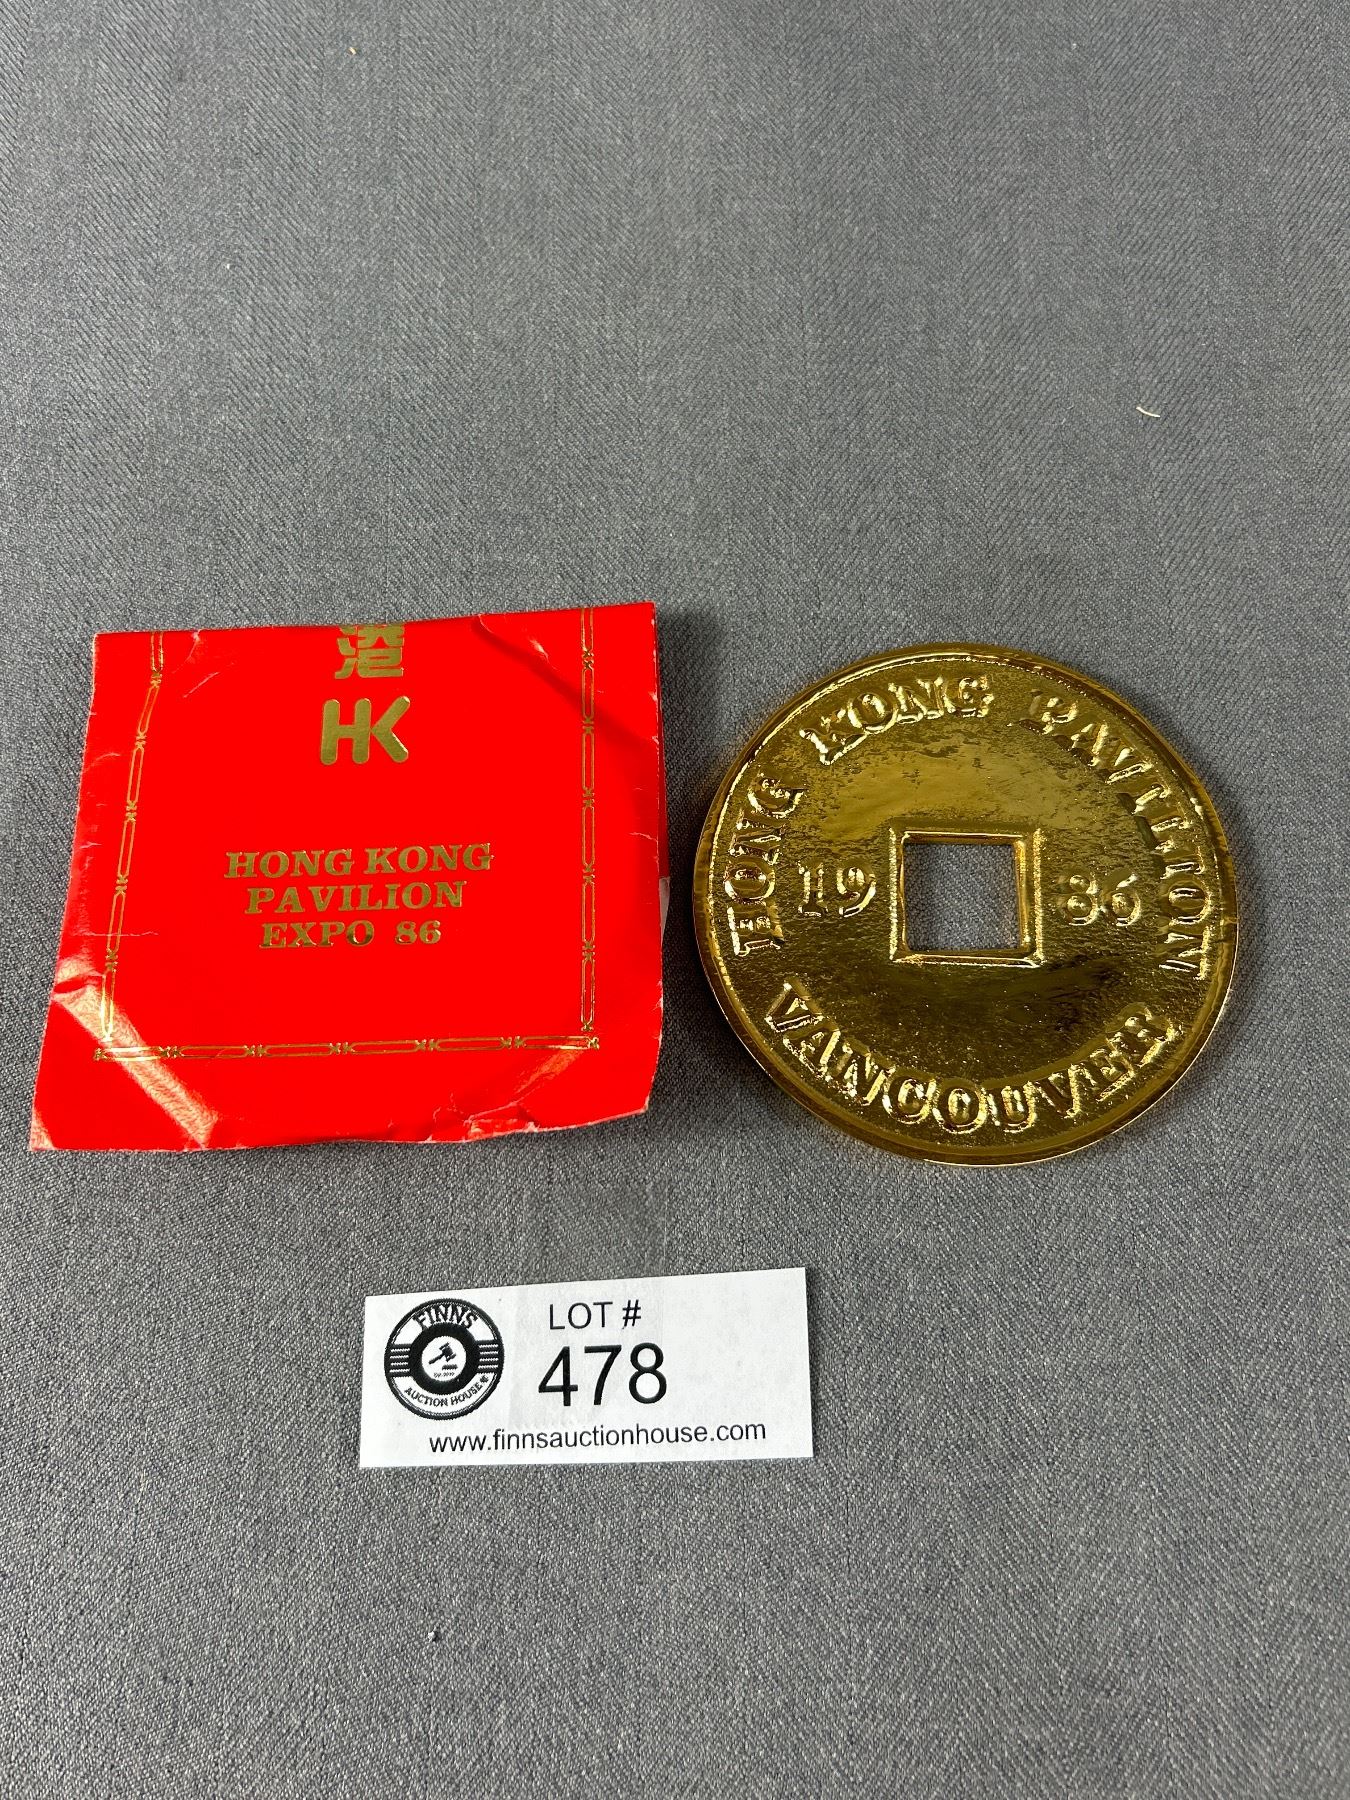 港
HK
HONG KONG
PAVILION
EXPO 86
HONG KONG PAVILION
19 86
VANCOUVER
FINNS
AUCTION HOUSE
LOT #
478
www.finnsauctionhouse.com